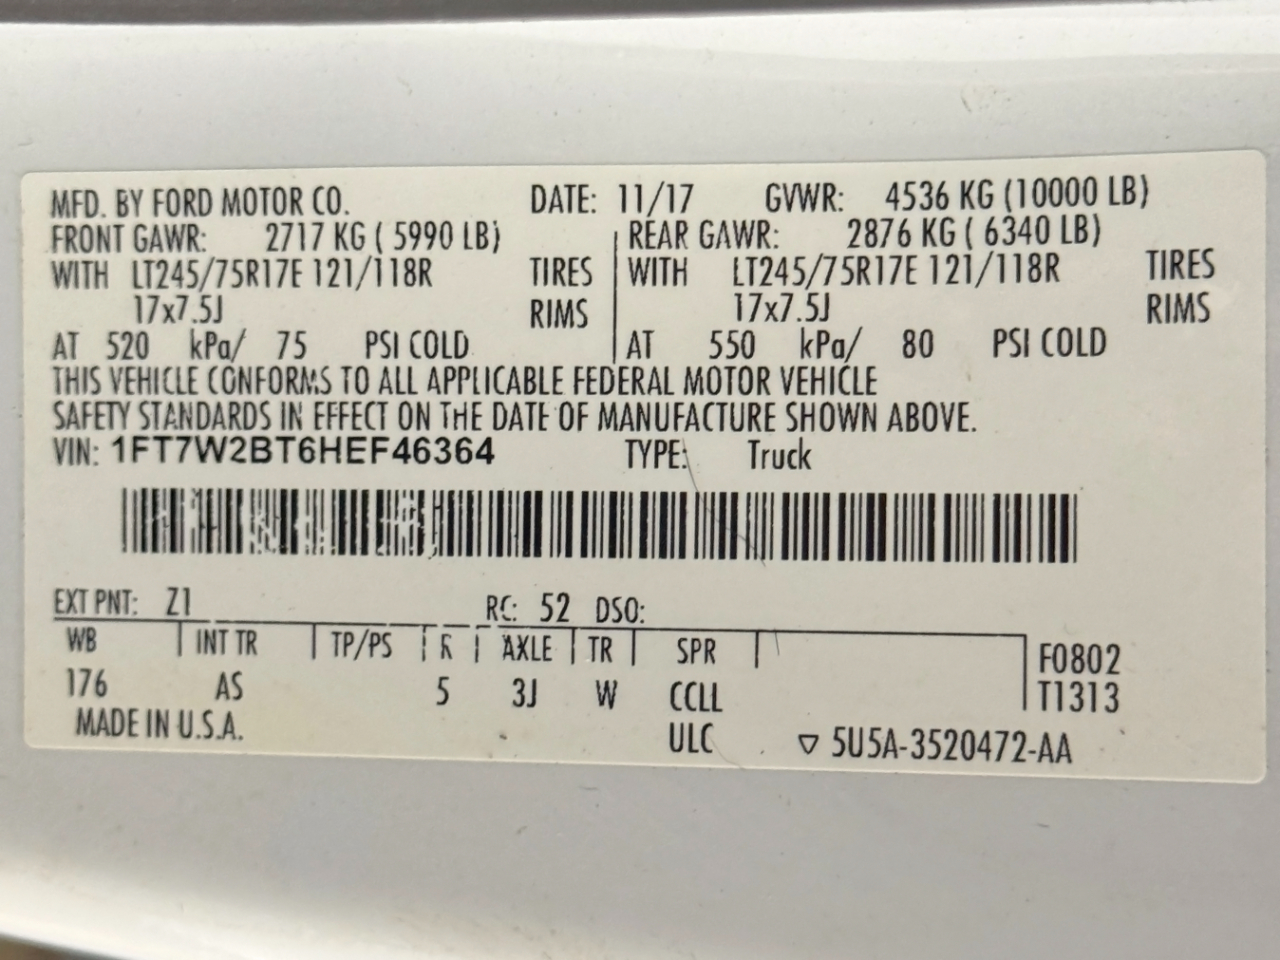 MFD. BY FORD MOTOR CO. DATE: 11/17 GVWR: 4536 KG (10000 LB)
FRONT GAWR: 2717 KG ( 5990 LB) REAR GAWR: 2876 KG ( 6340 LB)
WITH LT245/75R17E 121/118R TIRES WITH LT245/75R17E 121/118R TIRES
17x7.5J RIMS 17x7.5J RIMS
AT 520 kPa/ 75 PSI COLD AT 550 kPa/ 80 PSI COLD
THIS VEHICLE CONFORMS TO ALL APPLICABLE FEDERAL MOTOR VEHICLE
SAFETY STANDARDS IN EFFECT ON THE DATE OF MANUFACTURE SHOWN ABOVE.
VIN: 1FT7W2BT6HEF46364 TYPE: Truck
EXT PNT: Z1 RC: 52 DSO:
WB INT TR TP/PS R AXLE TR SPR F0802
176 AS 5 3J W CCLL T1313
MADE IN U.S.A. ULC ▽ 5U5A-3520472-AA